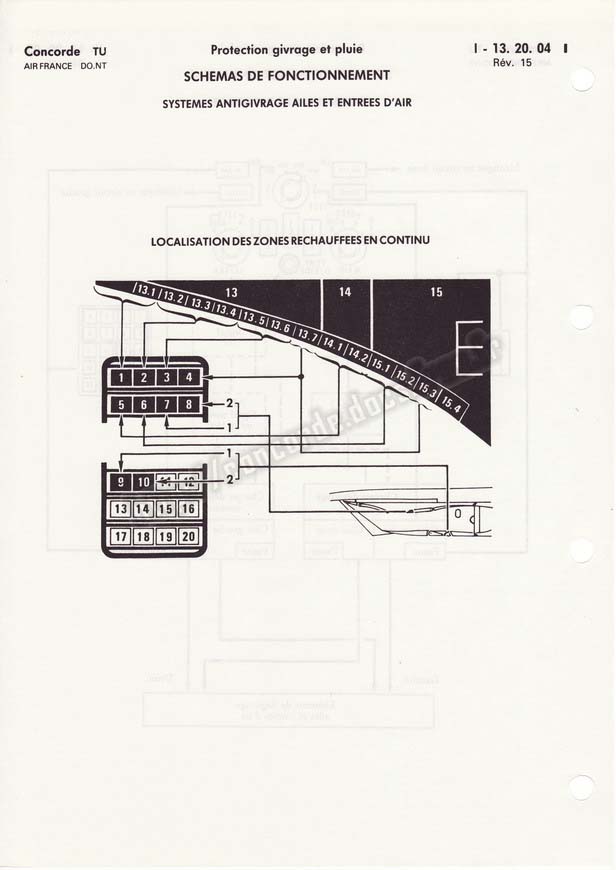 Concorde TU
AIR FRANCE DO.NT
Protection givrage et pluie
I - 13. 20. 04
Rév. 15
SCHEMAS DE FONCTIONNEMENT
SYSTEMES ANTIGIVRAGE AILES ET ENTREES D'AIR
LOCALISATION DES ZONES RECHAUFFEES EN CONTINU
13 14 15
13.1 13.2 13.3 13.4 13.5 13.6 13.7 14.1 14.2 15.1 15.2 15.3 15.4
1 2 3 4
5 6 7 8
2
1
1
9 10 11 12
2
13 14 15 16
17 18 19 20